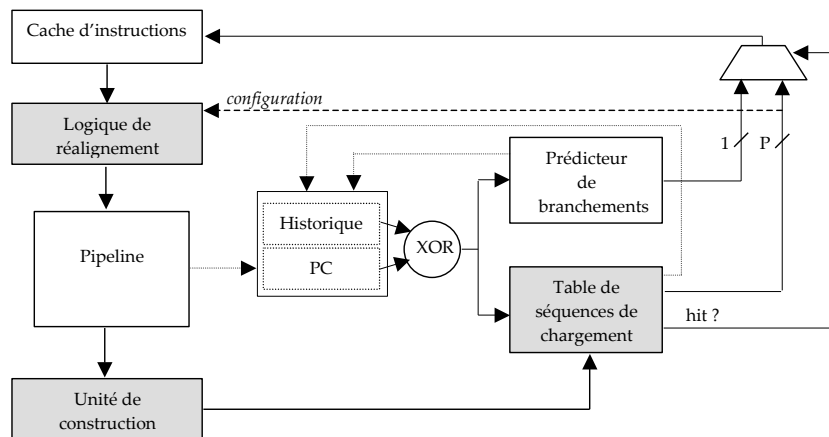 Cache d’instructions
configuration
Logique de
réalignement
1
P
Prédicteur
de
branchements
Historique
Pipeline
XOR
PC
Table de
séquences de
chargement
hit ?
Unité de
construction